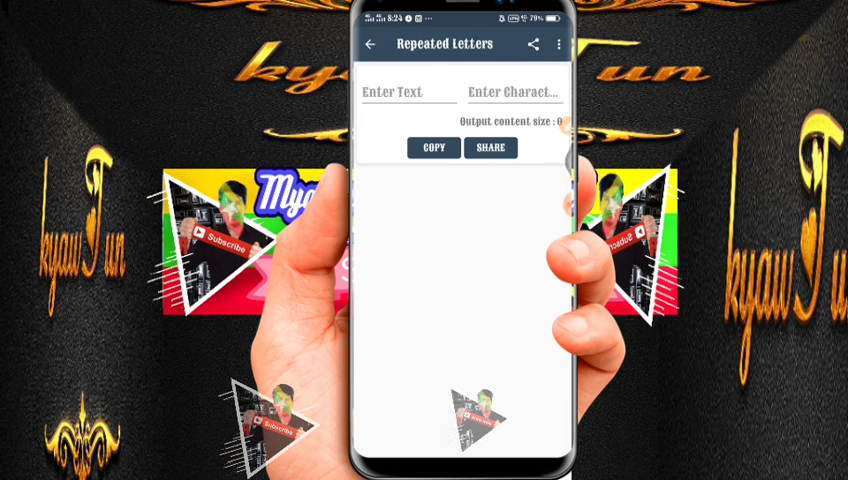 8:24
79%
Repeated Letters
kyawTun
Enter Text
Enter Charact...
Output content size : 0
COPY
SHARE
Subscribe
Subscribe
kyawTun
kyawTun
Subscribe
Subscribe